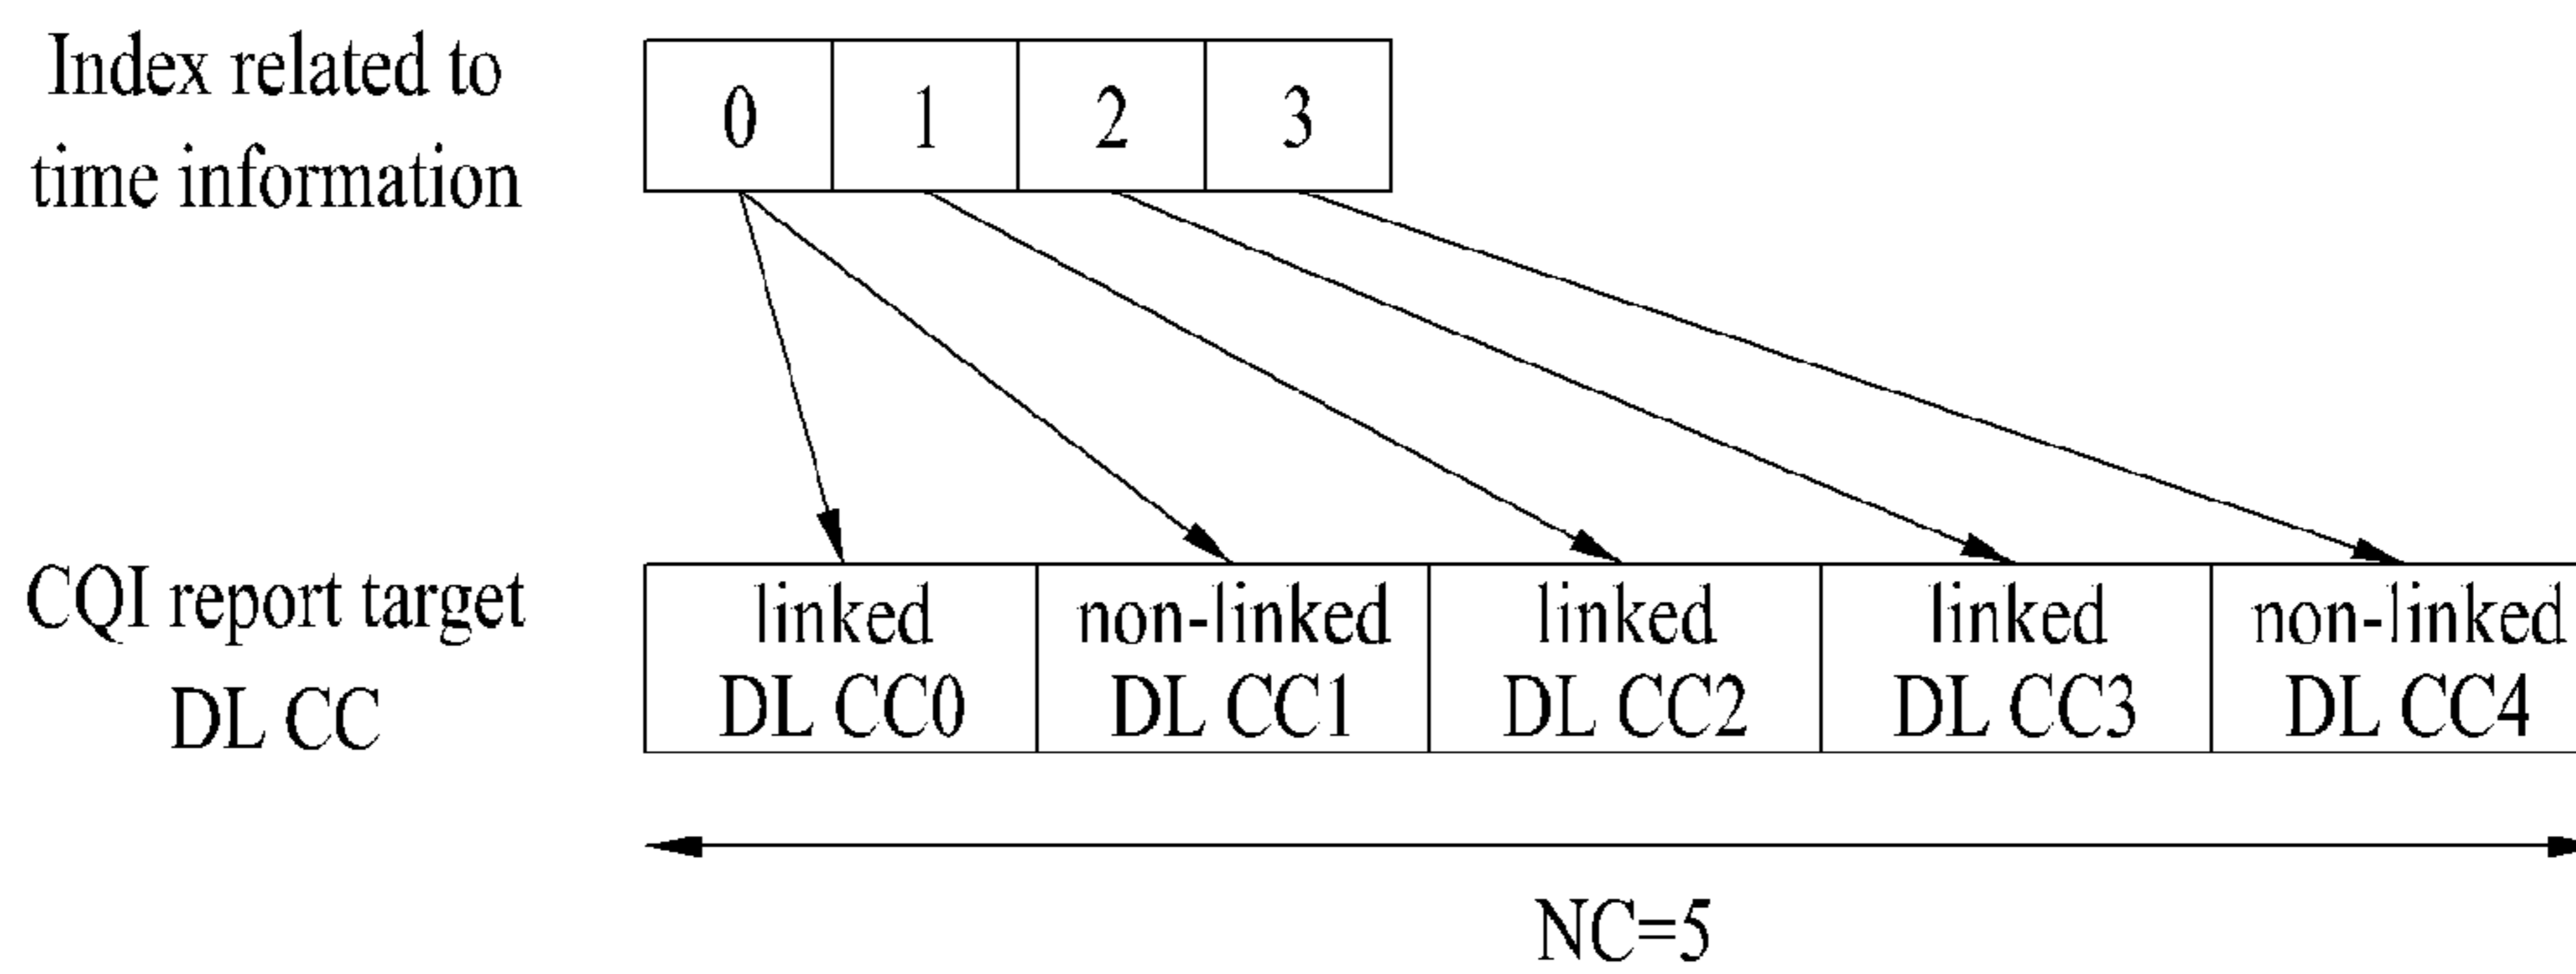 Index related to
time information
0 1 2 3
CQI report target
DL CC
linked
DL CC0
non-linked
DL CC1
linked
DL CC2
linked
DL CC3
non-linked
DL CC4
NC=5